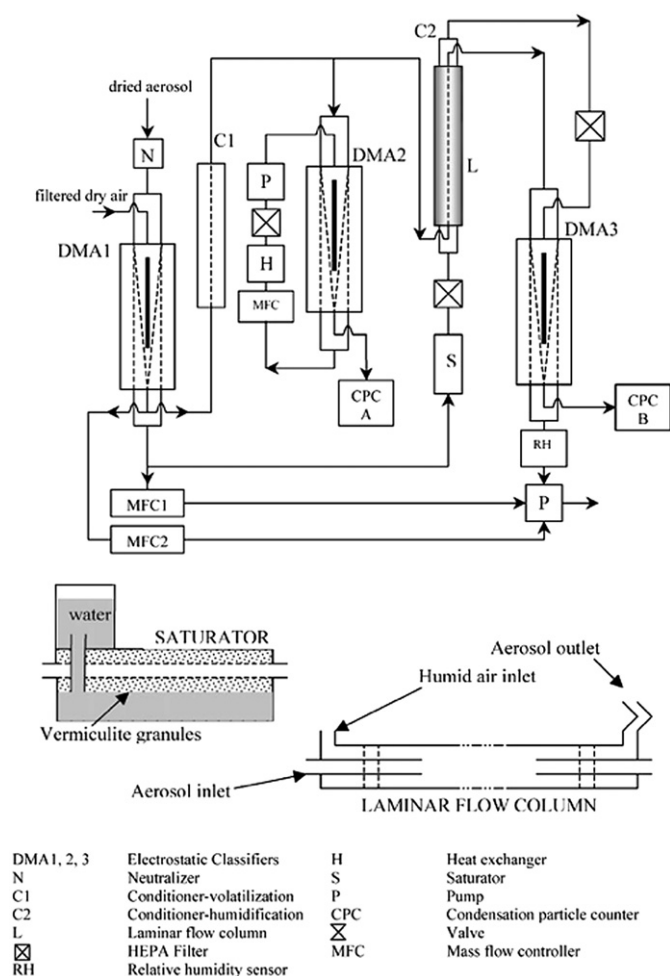 C2
dried aerosol
N
C1
DMA2
P
L
filtered dry air
DMA3
DMA1
H
MFC
S
CPC
A
CPC
B
RH
MFC1
P
MFC2
water
SATURATOR
Vermiculite granules
Aerosol outlet
Humid air inlet
Aerosol inlet
LAMINAR FLOW COLUMN
DMA1, 2, 3 Electrostatic Classifiers H Heat exchanger
N Neutralizer S Saturator
C1 Conditioner-volatilization P Pump
C2 Conditioner-humidification CPC Condensation particle counter
L Laminar flow column Valve
HEPA Filter MFC Mass flow controller
RH Relative humidity sensor